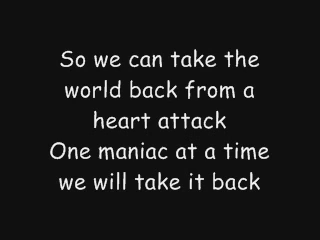 So we can take the
world back from a
heart attack
One maniac at a time
we will take it back